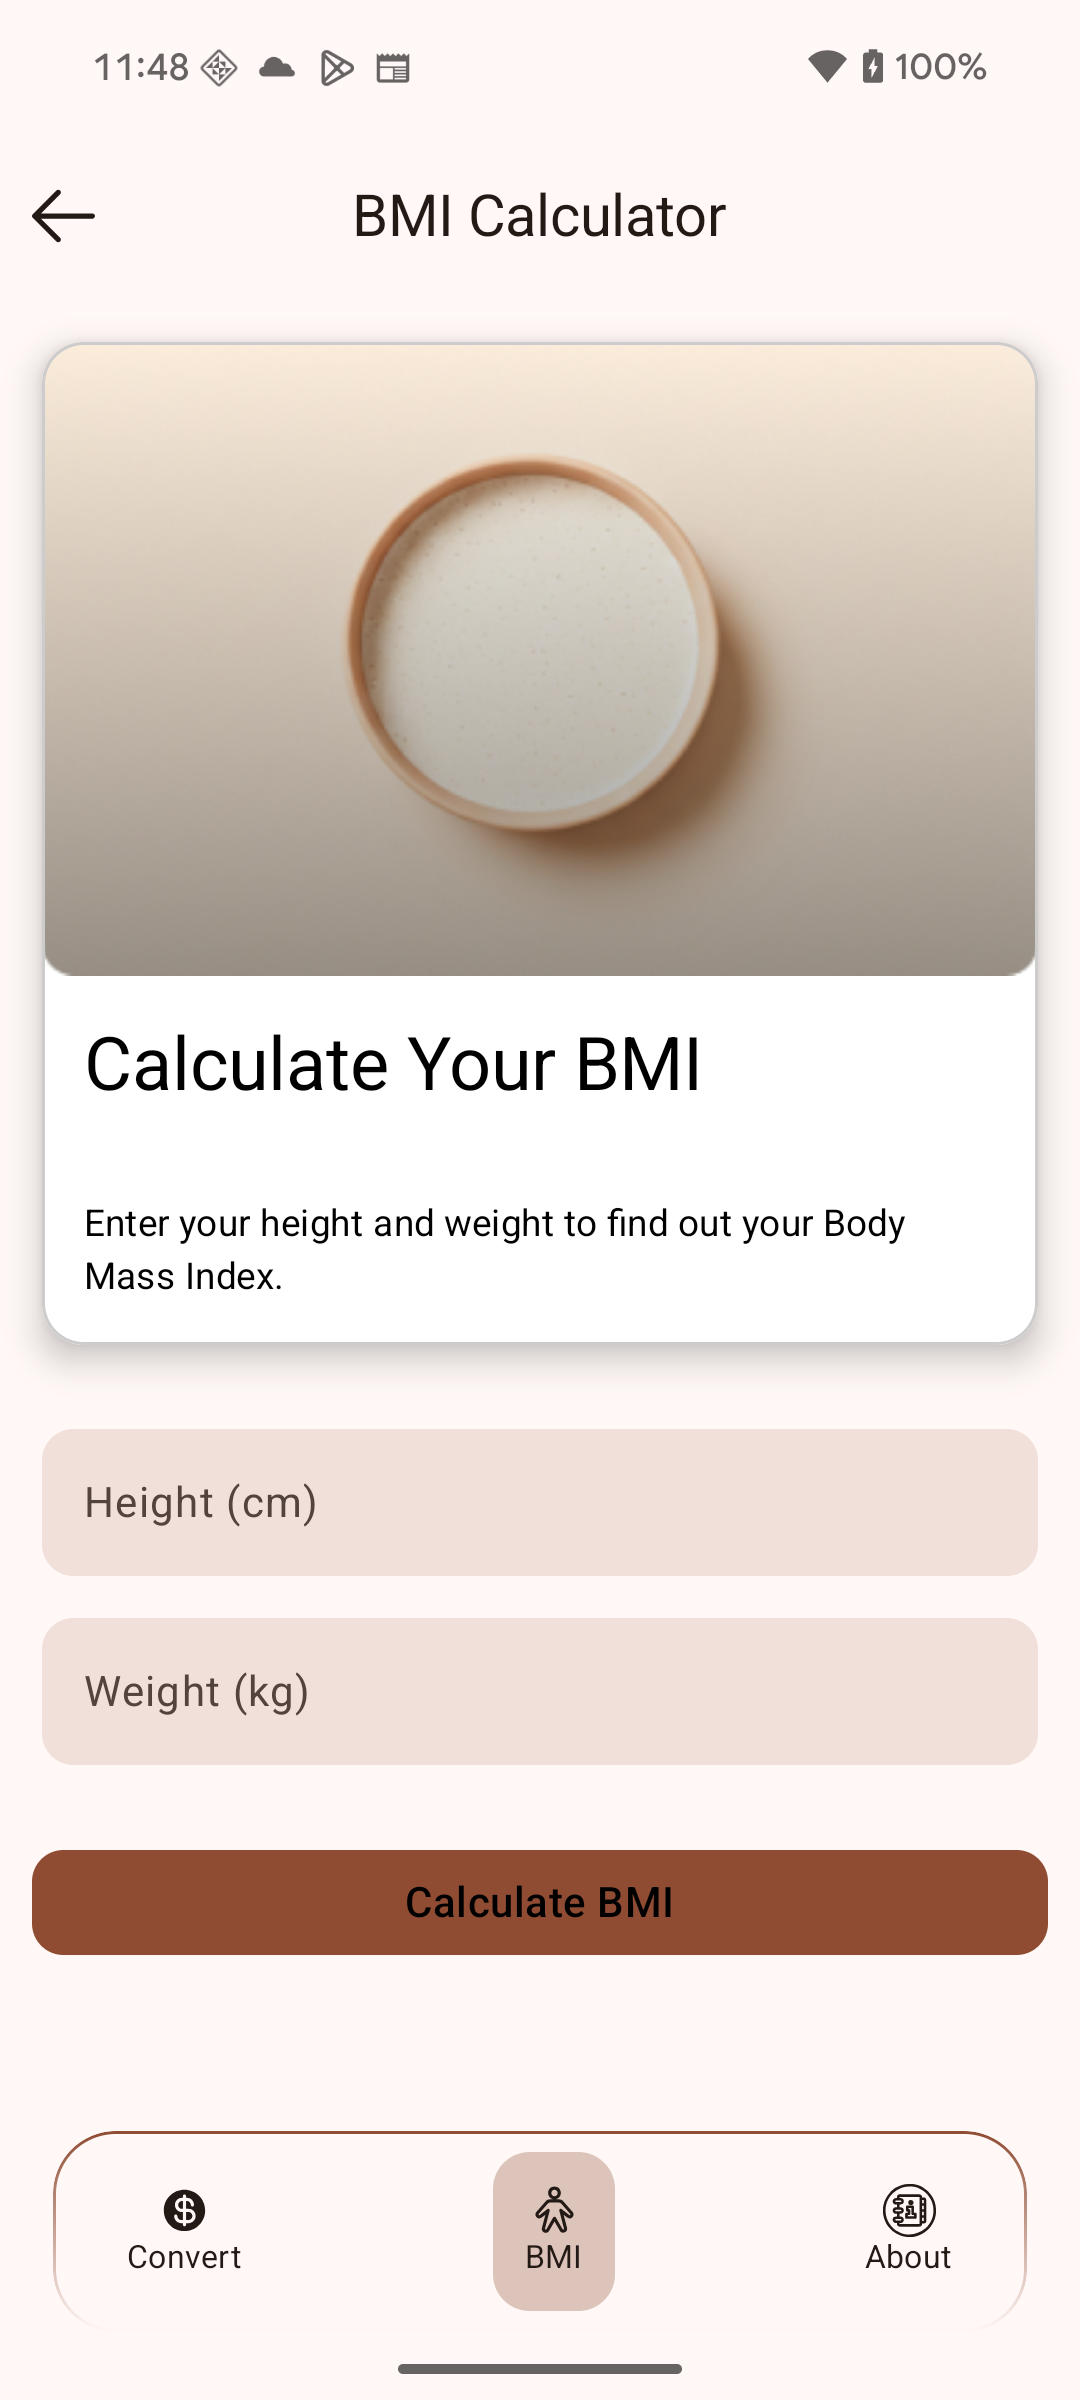 11:48
100%
BMI Calculator
Calculate Your BMI
Enter your height and weight to find out your Body
Mass Index.
Height (cm)
Weight (kg)
Calculate BMI
Convert
BMI
About